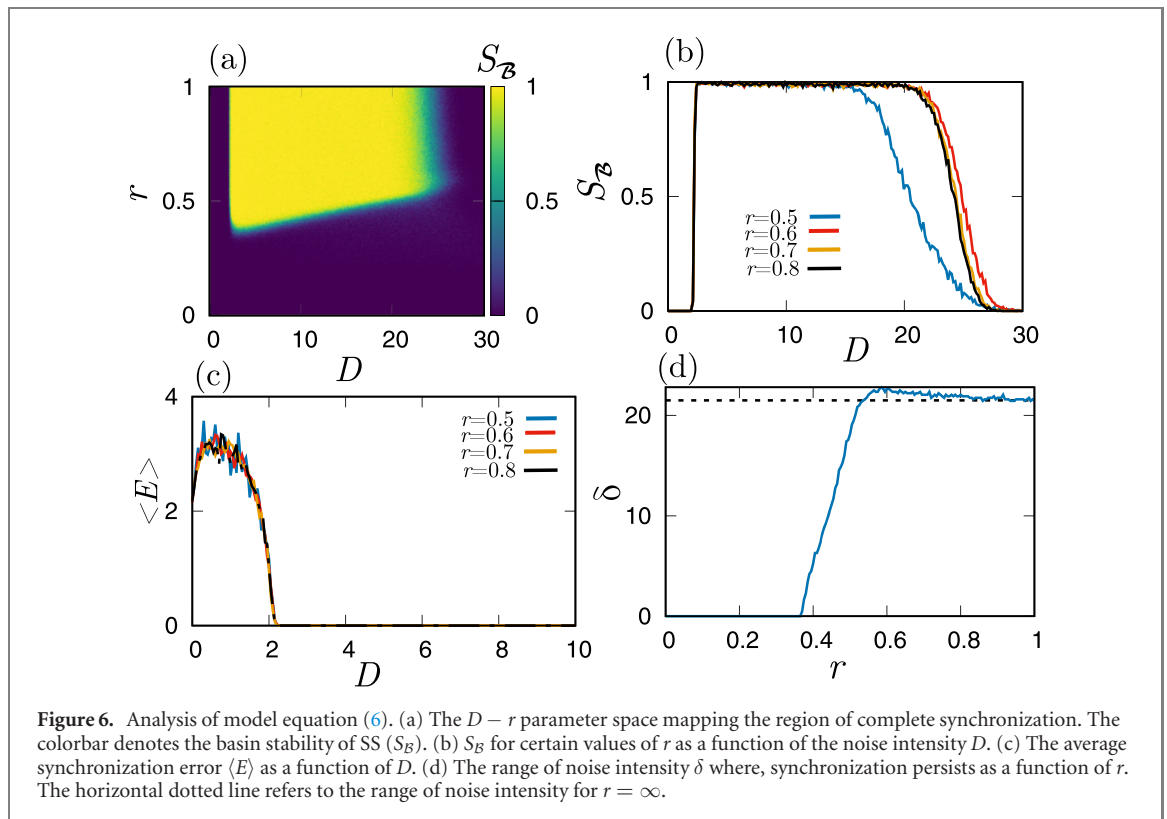 (a)
S_𝓑
1
0.5
0
r
0
10
20
30
D
1
0.5
0
(b)
1
0.5
0
S_𝓑
r=0.5
r=0.6
r=0.7
r=0.8
0
10
20
30
D
(c)
4
2
0
<E>
r=0.5
r=0.6
r=0.7
r=0.8
0
2
4
6
8
10
D
(d)
20
10
0
δ
0
0.2
0.4
0.6
0.8
1
r
Figure 6. Analysis of model equation (6). (a) The D − r parameter space mapping the region of complete synchronization. The
colorbar denotes the basin stability of SS (S_𝓑). (b) S_𝓑 for certain values of r as a function of the noise intensity D. (c) The average
synchronization error ⟨E⟩ as a function of D. (d) The range of noise intensity δ where, synchronization persists as a function of r.
The horizontal dotted line refers to the range of noise intensity for r = ∞.